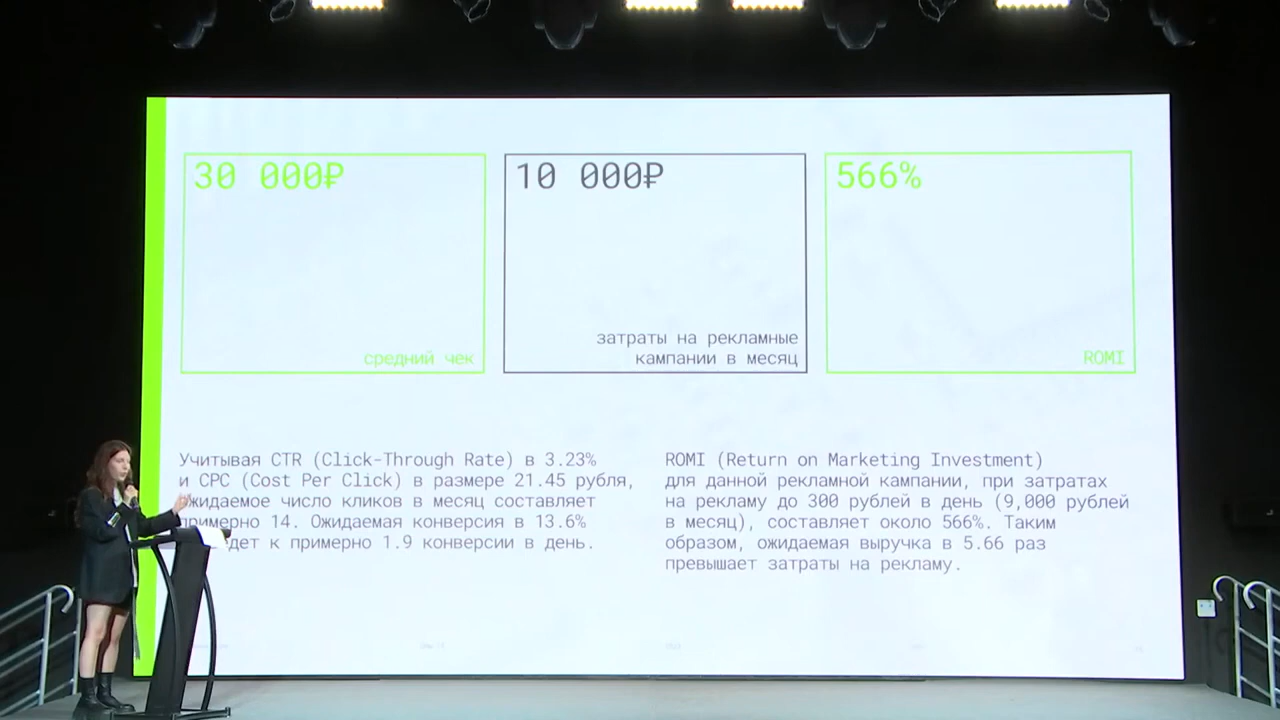 30 000₽
средний чек
10 000₽
затраты на рекламные
кампании в месяц
566%
ROMI
Учитывая CTR (Click-Through Rate) в 3.23%
и CPC (Cost Per Click) в размере 21.45 рубля,
ожидаемое число кликов в месяц составляет
примерно 14. Ожидаемая конверсия в 13.6%
к примерно 1.9 конверсии в день.
ROMI (Return on Marketing Investment)
для данной рекламной кампании, при затратах
на рекламу до 300 рублей в день (9,000 рублей
в месяц), составляет около 566%. Таким
образом, ожидаемая выручка в 5.66 раз
превышает затраты на рекламу.